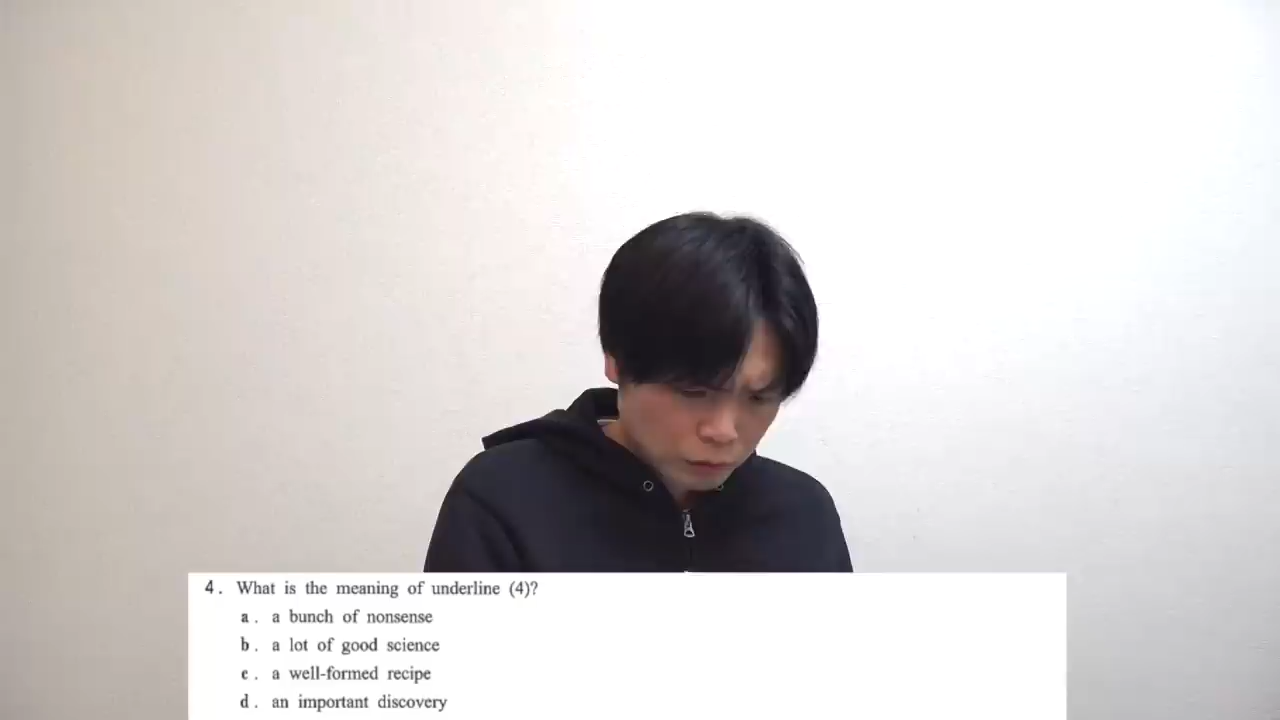 4. What is the meaning of underline (4)?
a. a bunch of nonsense
b. a lot of good science
c. a well-formed recipe
d. an important discovery